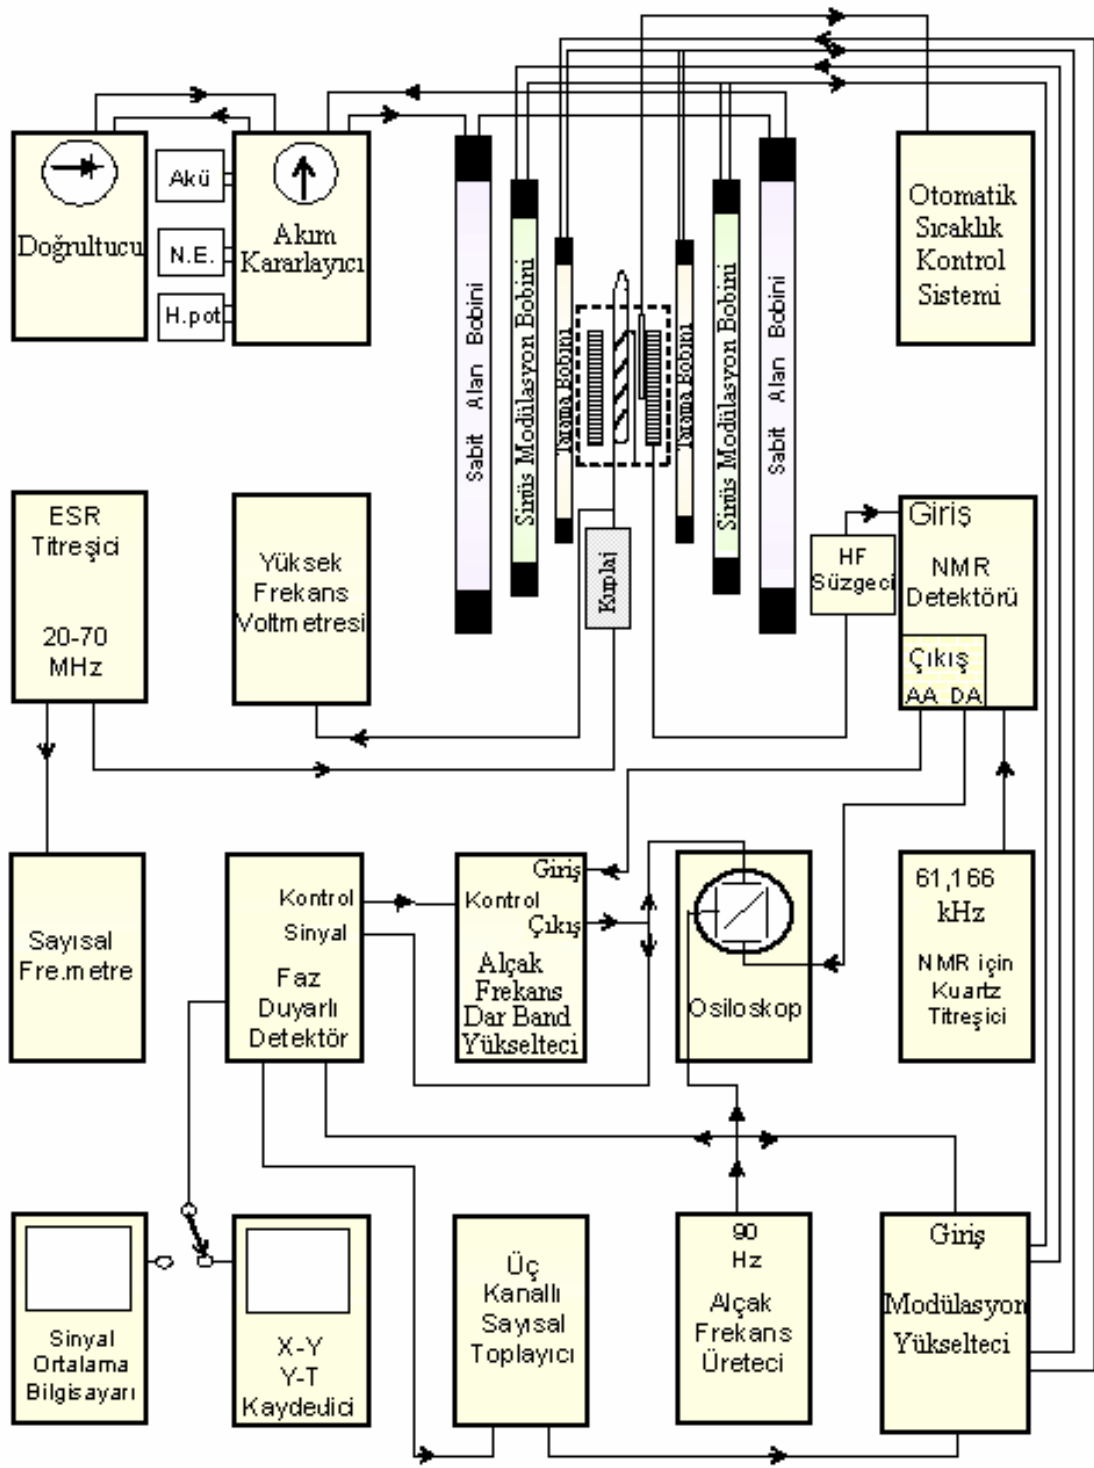 Doğrultucu
Akü
N.E.
H.pot
Akım
Kararlayıcı
Sabit Alan Bobini
Sinüs Modülasyon Bobini
Tarama Bobini
Tarama Bobini
Sinüs Modülasyon Bobini
Sabit Alan Bobini
Otomatik
Sıcaklık
Kontrol
Sistemi
ESR
Titreşici
20-70
MHz
Yüksek
Frekans
Voltmetresi
Kuplaj
HF
Süzgeci
Giriş
NMR
Detektörü
Çıkış
AA DA
Sayısal
Fre.metre
Kontrol
Sinyal
Faz
Duyarlı
Detektör
Giriş
Kontrol
Çıkış
Alçak
Frekans
Dar Band
Yükselteci
Osiloskop
61,166
kHz
NMR için
Kuartz
Titreşici
Sinyal
Ortalama
Bilgisayarı
X-Y
Y-T
Kaydedici
Üç
Kanallı
Sayısal
Toplayıcı
90
Hz
Alçak
Frekans
Üreteci
Giriş
Modülasyon
Yükselteci